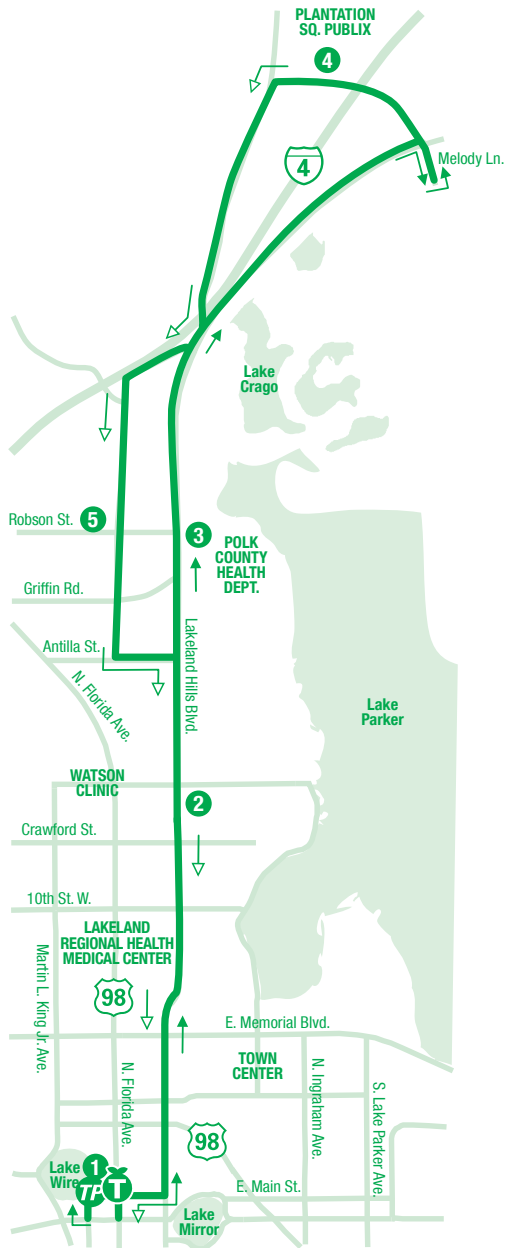 PLANTATION
SQ. PUBLIX
4
Melody Ln.
4
Lake
Crago
Robson St.
5
3
POLK
COUNTY
HEALTH
DEPT.
Griffin Rd.
Antilla St.
Lakeland Hills Blvd.
N. Florida Ave.
Lake
Parker
WATSON
CLINIC
2
Crawford St.
10th St. W.
LAKELAND
REGIONAL HEALTH
MEDICAL CENTER
Martin L. King Jr. Ave.
98
E. Memorial Blvd.
TOWN
CENTER
N. Florida Ave.
N. Ingraham Ave.
S. Lake Parker Ave.
98
1
Lake
Wire
TP
T
E. Main St.
Lake
Mirror